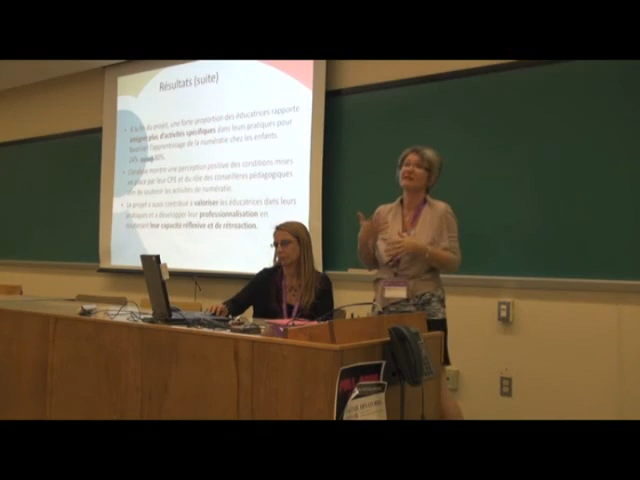 Résultats (suite)
• À la fin du projet, une forte proportion des éducatrices rapporte
intégrer plus d'activités spécifiques dans leurs pratiques pour
favoriser l'apprentissage de la numératie chez les enfants.
montre une perception positive des conditions mises
en place par leur CPE et du rôle des conseillères pédagogiques
afin de soutenir les activités de numératie.
Le projet a aussi contribué à valoriser les éducatrices dans leurs
pratiques et à développer leur professionnalisation en
leur capacité réflexive et de rétroaction.